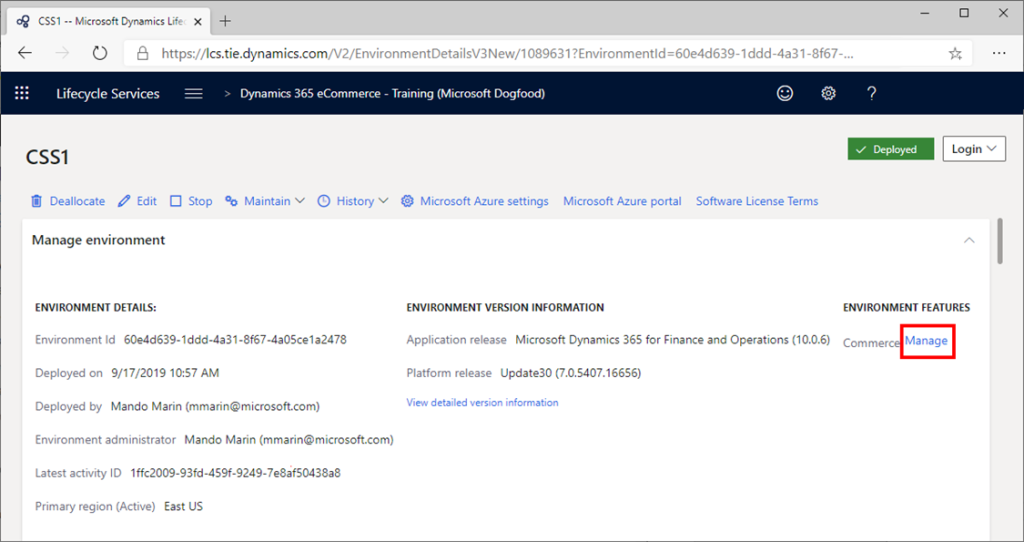 CSS1 -- Microsoft Dynamics Life
https://lcs.tie.dynamics.com/V2/EnvironmentDetailsV3New/1089631?EnvironmentId=60e4d639-1ddd-4a31-8f67-...
Lifecycle Services > Dynamics 365 eCommerce - Training (Microsoft Dogfood) ?
CSS1
Deployed Login
Deallocate Edit Stop Maintain History Microsoft Azure settings Microsoft Azure portal Software License Terms
Manage environment
ENVIRONMENT DETAILS: ENVIRONMENT VERSION INFORMATION ENVIRONMENT FEATURES
Environment Id 60e4d639-1ddd-4a31-8f67-4a05ce1a2478 Application release Microsoft Dynamics 365 for Finance and Operations (10.0.6) Commerce Manage
Deployed on 9/17/2019 10:57 AM Platform release Update30 (7.0.5407.16656)
Deployed by Mando Marin (mmarin@microsoft.com) View detailed version information
Environment administrator Mando Marin (mmarin@microsoft.com)
Latest activity ID 1ffc2009-93fd-459f-9249-7e8af50438a8
Primary region (Active) East US